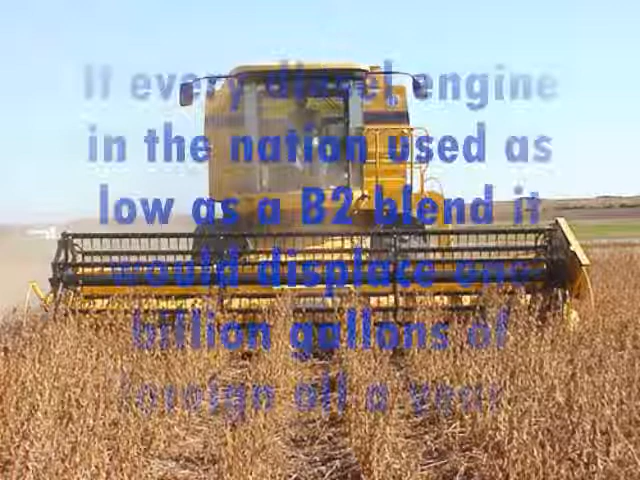 If every diesel engine
in the nation used as
low as a B2 blend it
would displace over
billion gallons of
foreign oil a year